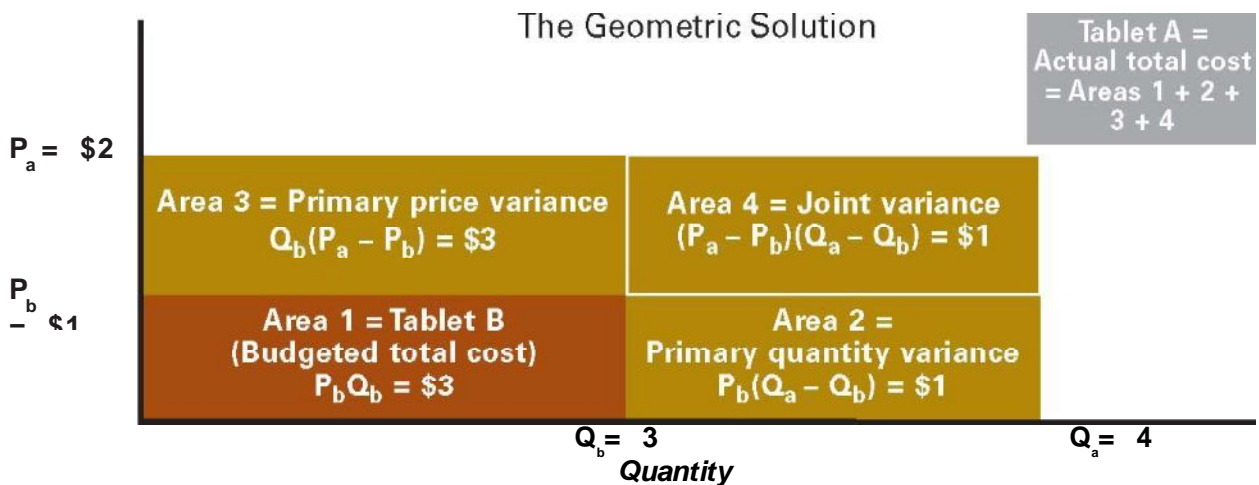 The Geometric Solution
Tablet A =
Actual total cost
= Areas 1 + 2 +
3 + 4
Pa = $2
Area 3 = Primary price variance
Qb(Pa – Pb) = $3
Area 4 = Joint variance
(Pa – Pb)(Qa – Qb) = $1
Pb
= $1
Area 1 = Tablet B
(Budgeted total cost)
PbQb = $3
Area 2 =
Primary quantity variance
Pb(Qa – Qb) = $1
Qb= 3
Qa= 4
Quantity